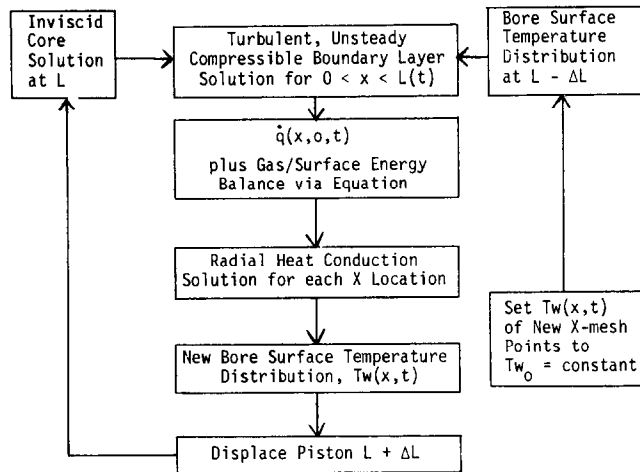 Inviscid
Core
Solution
at L
Turbulent, Unsteady
Compressible Boundary Layer
Solution for 0 < x < L(t)
Bore Surface
Temperature
Distribution
at L - ΔL
q̇(x,o,t)
plus Gas/Surface Energy
Balance via Equation
Radial Heat Conduction
Solution for each X Location
Set Tw(x,t)
of New X-mesh
Points to
Tw₀ = constant
New Bore Surface Temperature
Distribution, Tw(x,t)
Displace Piston L + ΔL